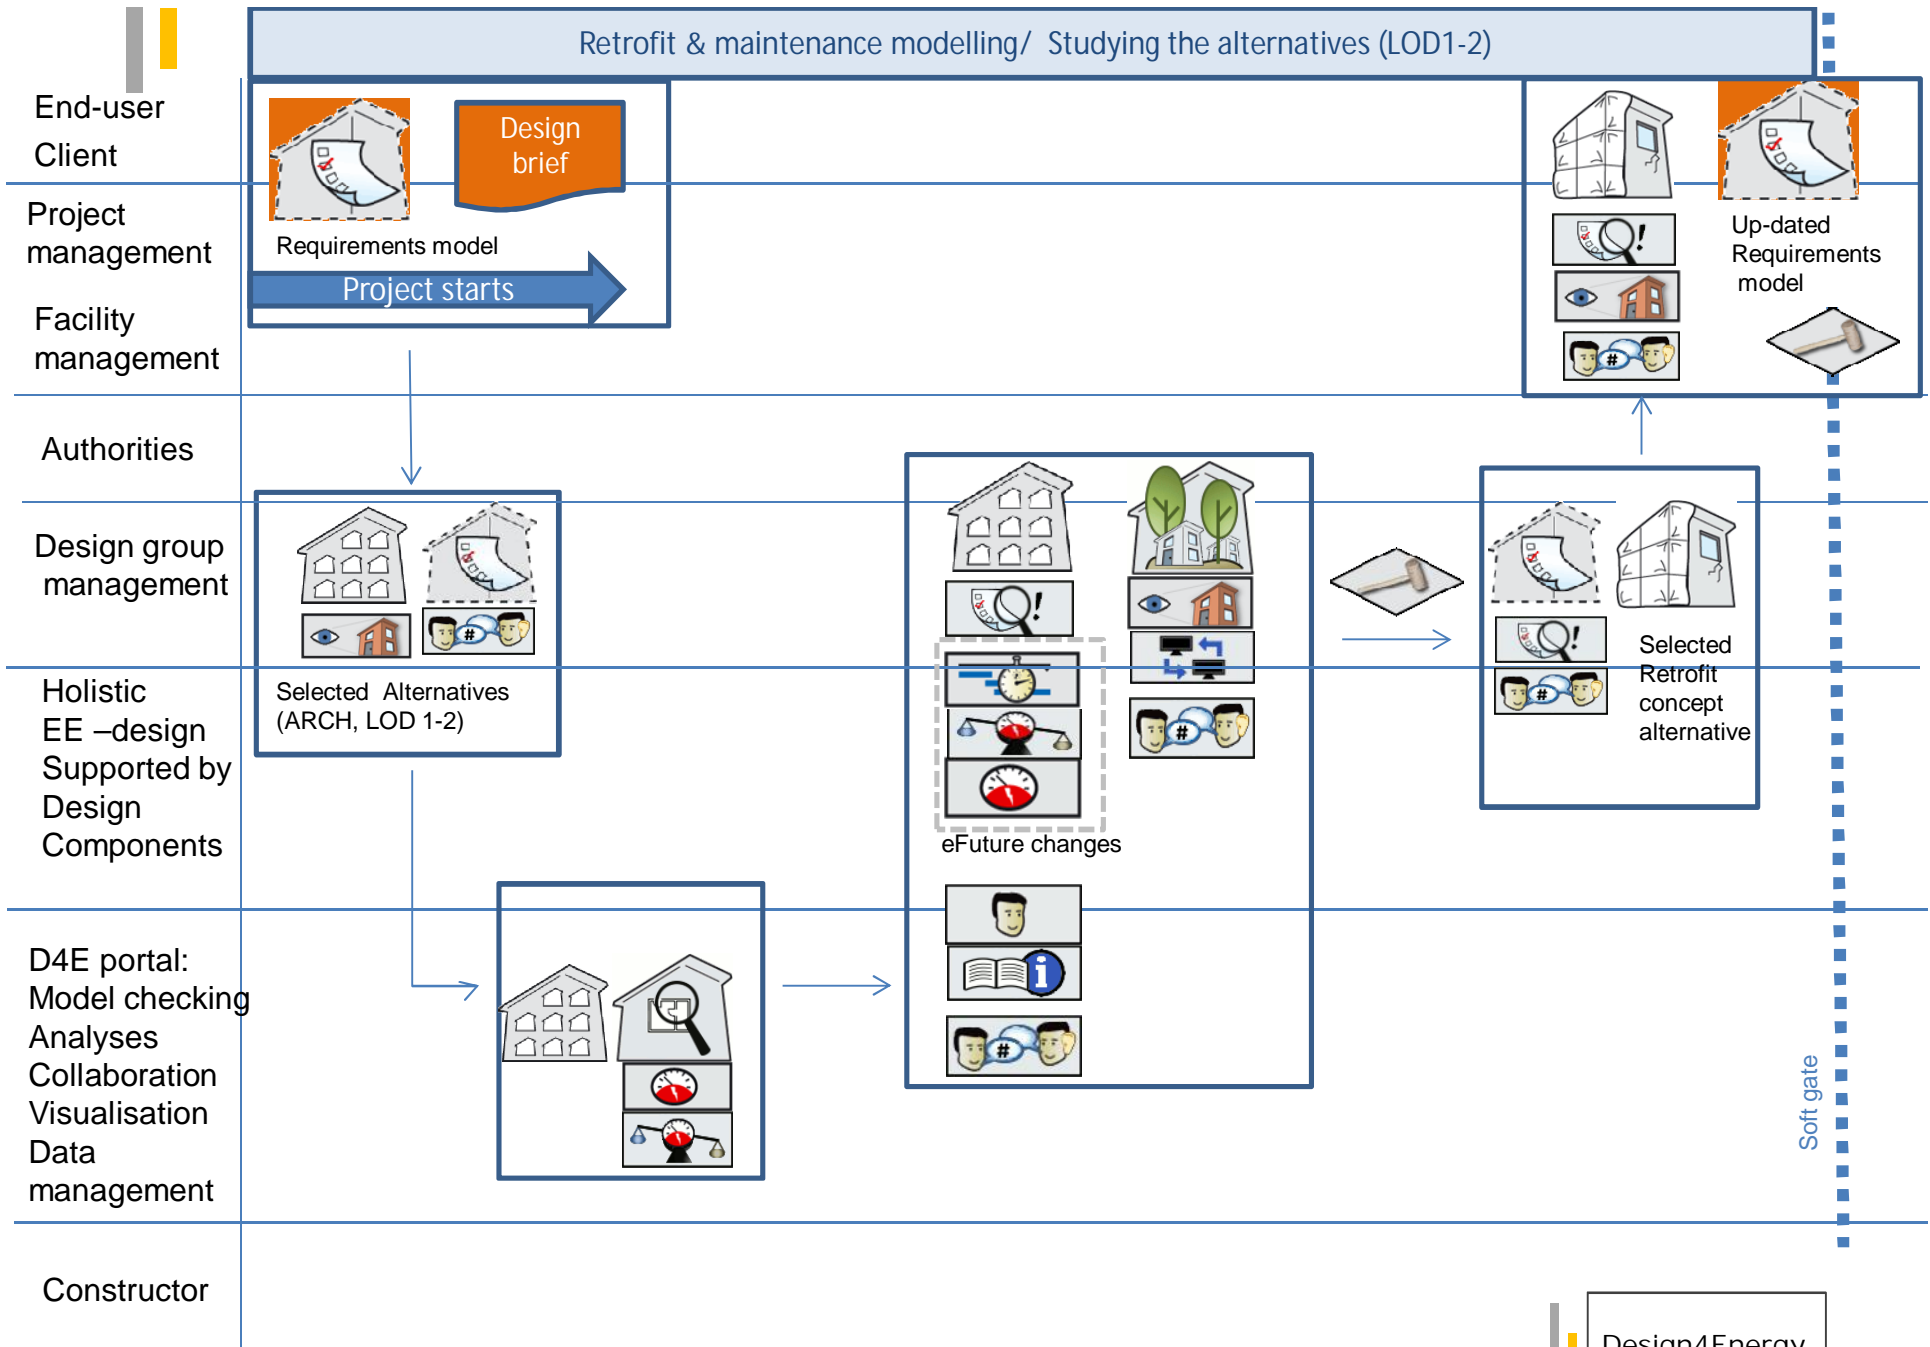 Retrofit & maintenance modelling/ Studying the alternatives (LOD1-2)
End-user
Client
Design
brief
Project
management
Requirements model
Project starts
Up-dated
Requirements
model
Facility
management
#
Authorities
Design group
management
#
Selected Alternatives
(ARCH, LOD 1-2)
Holistic
EE –design
Supported by
Design
Components
#
eFuture changes
Selected
Retrofit
concept
alternative
#
D4E portal:
Model checking
Analyses
Collaboration
Visualisation
Data
management
i
#
Soft gate
Constructor
Design4Energy